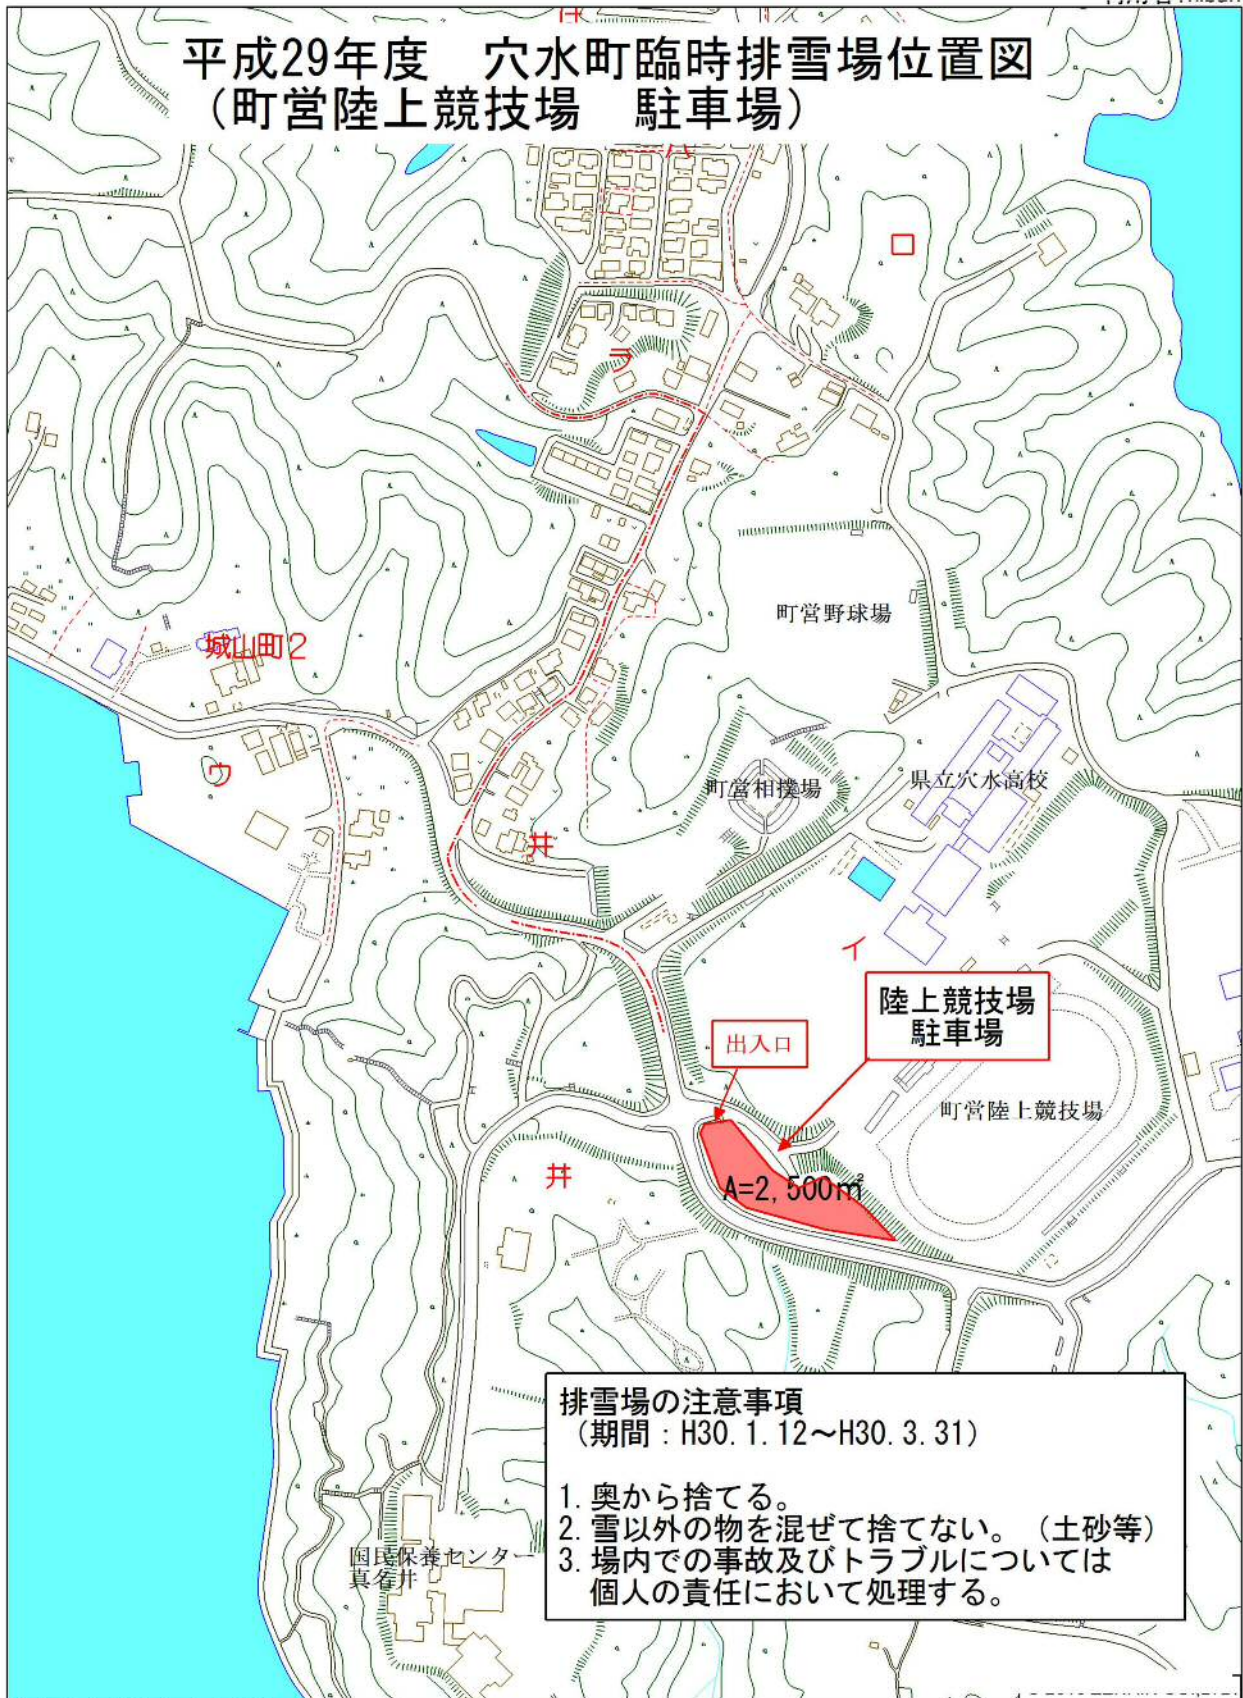 平成29年度　穴水町臨時排雪場位置図
（町営陸上競技場　駐車場）
ロ
ラ
町営野球場
城山町2
ウ
町営相撲場
県立穴水高校
井
イ
陸上競技場
駐車場
出入口
町営陸上競技場
井
A=2,500㎡
排雪場の注意事項
（期間：H30.1.12～H30.3.31）
1.奥から捨てる。
2.雪以外の物を混ぜて捨てない。（土砂等）
3.場内での事故及びトラブルについては
個人の責任において処理する。
国民保養センター
真名井